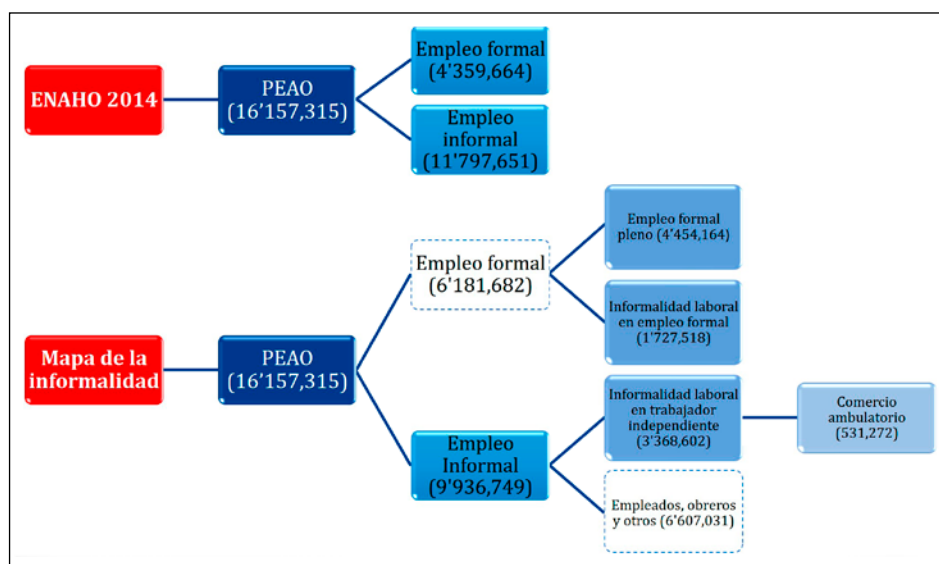 ENAHO 2014
PEAO
(16’157,315)
Empleo formal
(4’359,664)
Empleo
informal
(11’797,651)
Mapa de la
informalidad
PEAO
(16’157,315)
Empleo formal
(6’181,682)
Empleo formal
pleno (4’454,164)
Informalidad laboral
en empleo formal
(1’727,518)
Empleo
Informal
(9’936,749)
Informalidad laboral
en trabajador
independiente
(3’368,602)
Comercio
ambulatorio
(531,272)
Empleados, obreros
y otros (6’607,031)